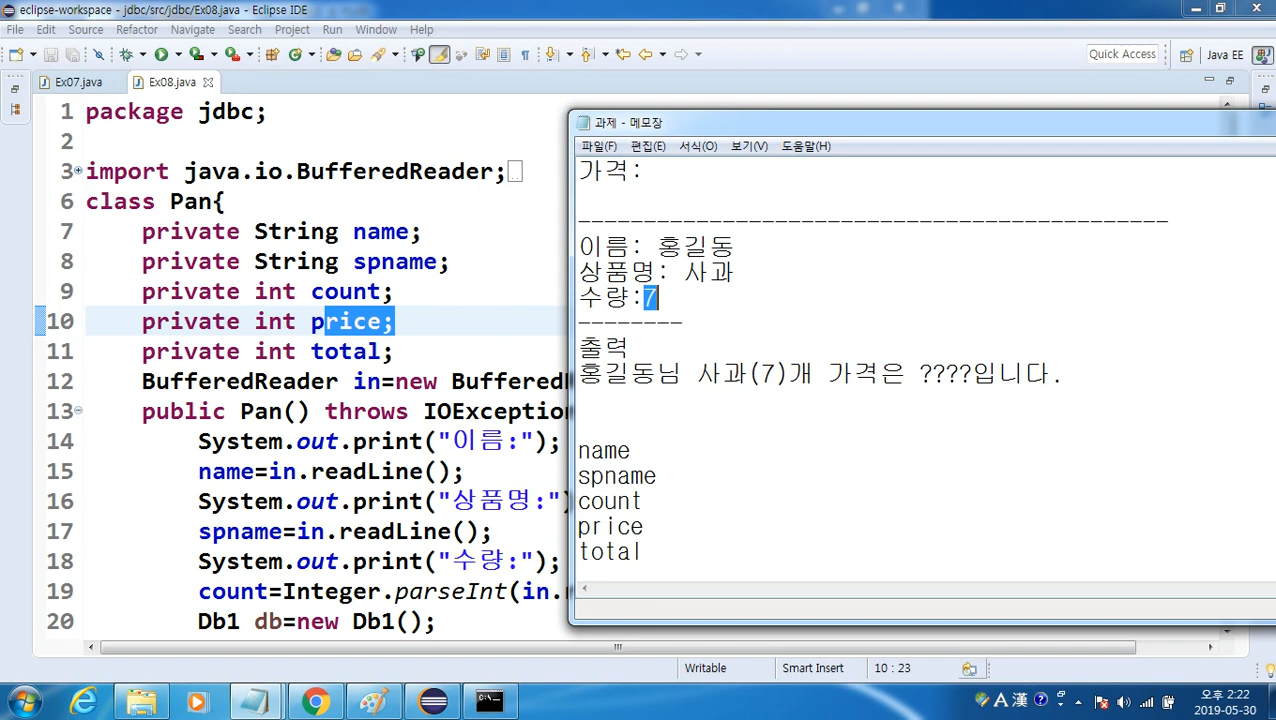 eclipse-workspace - jdbc/src/jdbc/Ex08.java - Eclipse IDE
File Edit Source Refactor Navigate Search Project Run Window Help
Quick Access
Java EE
Ex07.java
Ex08.java
1 package jdbc;
2
3 import java.io.BufferedReader;
6 class Pan{
7 private String name;
8 private String spname;
9 private int count;
10 private int price;
11 private int total;
12 BufferedReader in=new Buffered
13 public Pan() throws IOException
14 System.out.print("이름:");
15 name=in.readLine();
16 System.out.print("상품명:")
17 spname=in.readLine();
18 System.out.print("수량:");
19 count=Integer.parseInt(in.
20 Db1 db=new Db1();
과제 - 메모장
파일(F) 편집(E) 서식(O) 보기(V) 도움말(H)
가격:
---------------------------------------------
이름: 홍길동
상품명: 사과
수량:7
--------
출력
홍길동님 사과(7)개 가격은 ????입니다.
name
spname
count
price
total
Writable
Smart Insert
10 : 23
A 漢
오후 2:22
2019-05-30